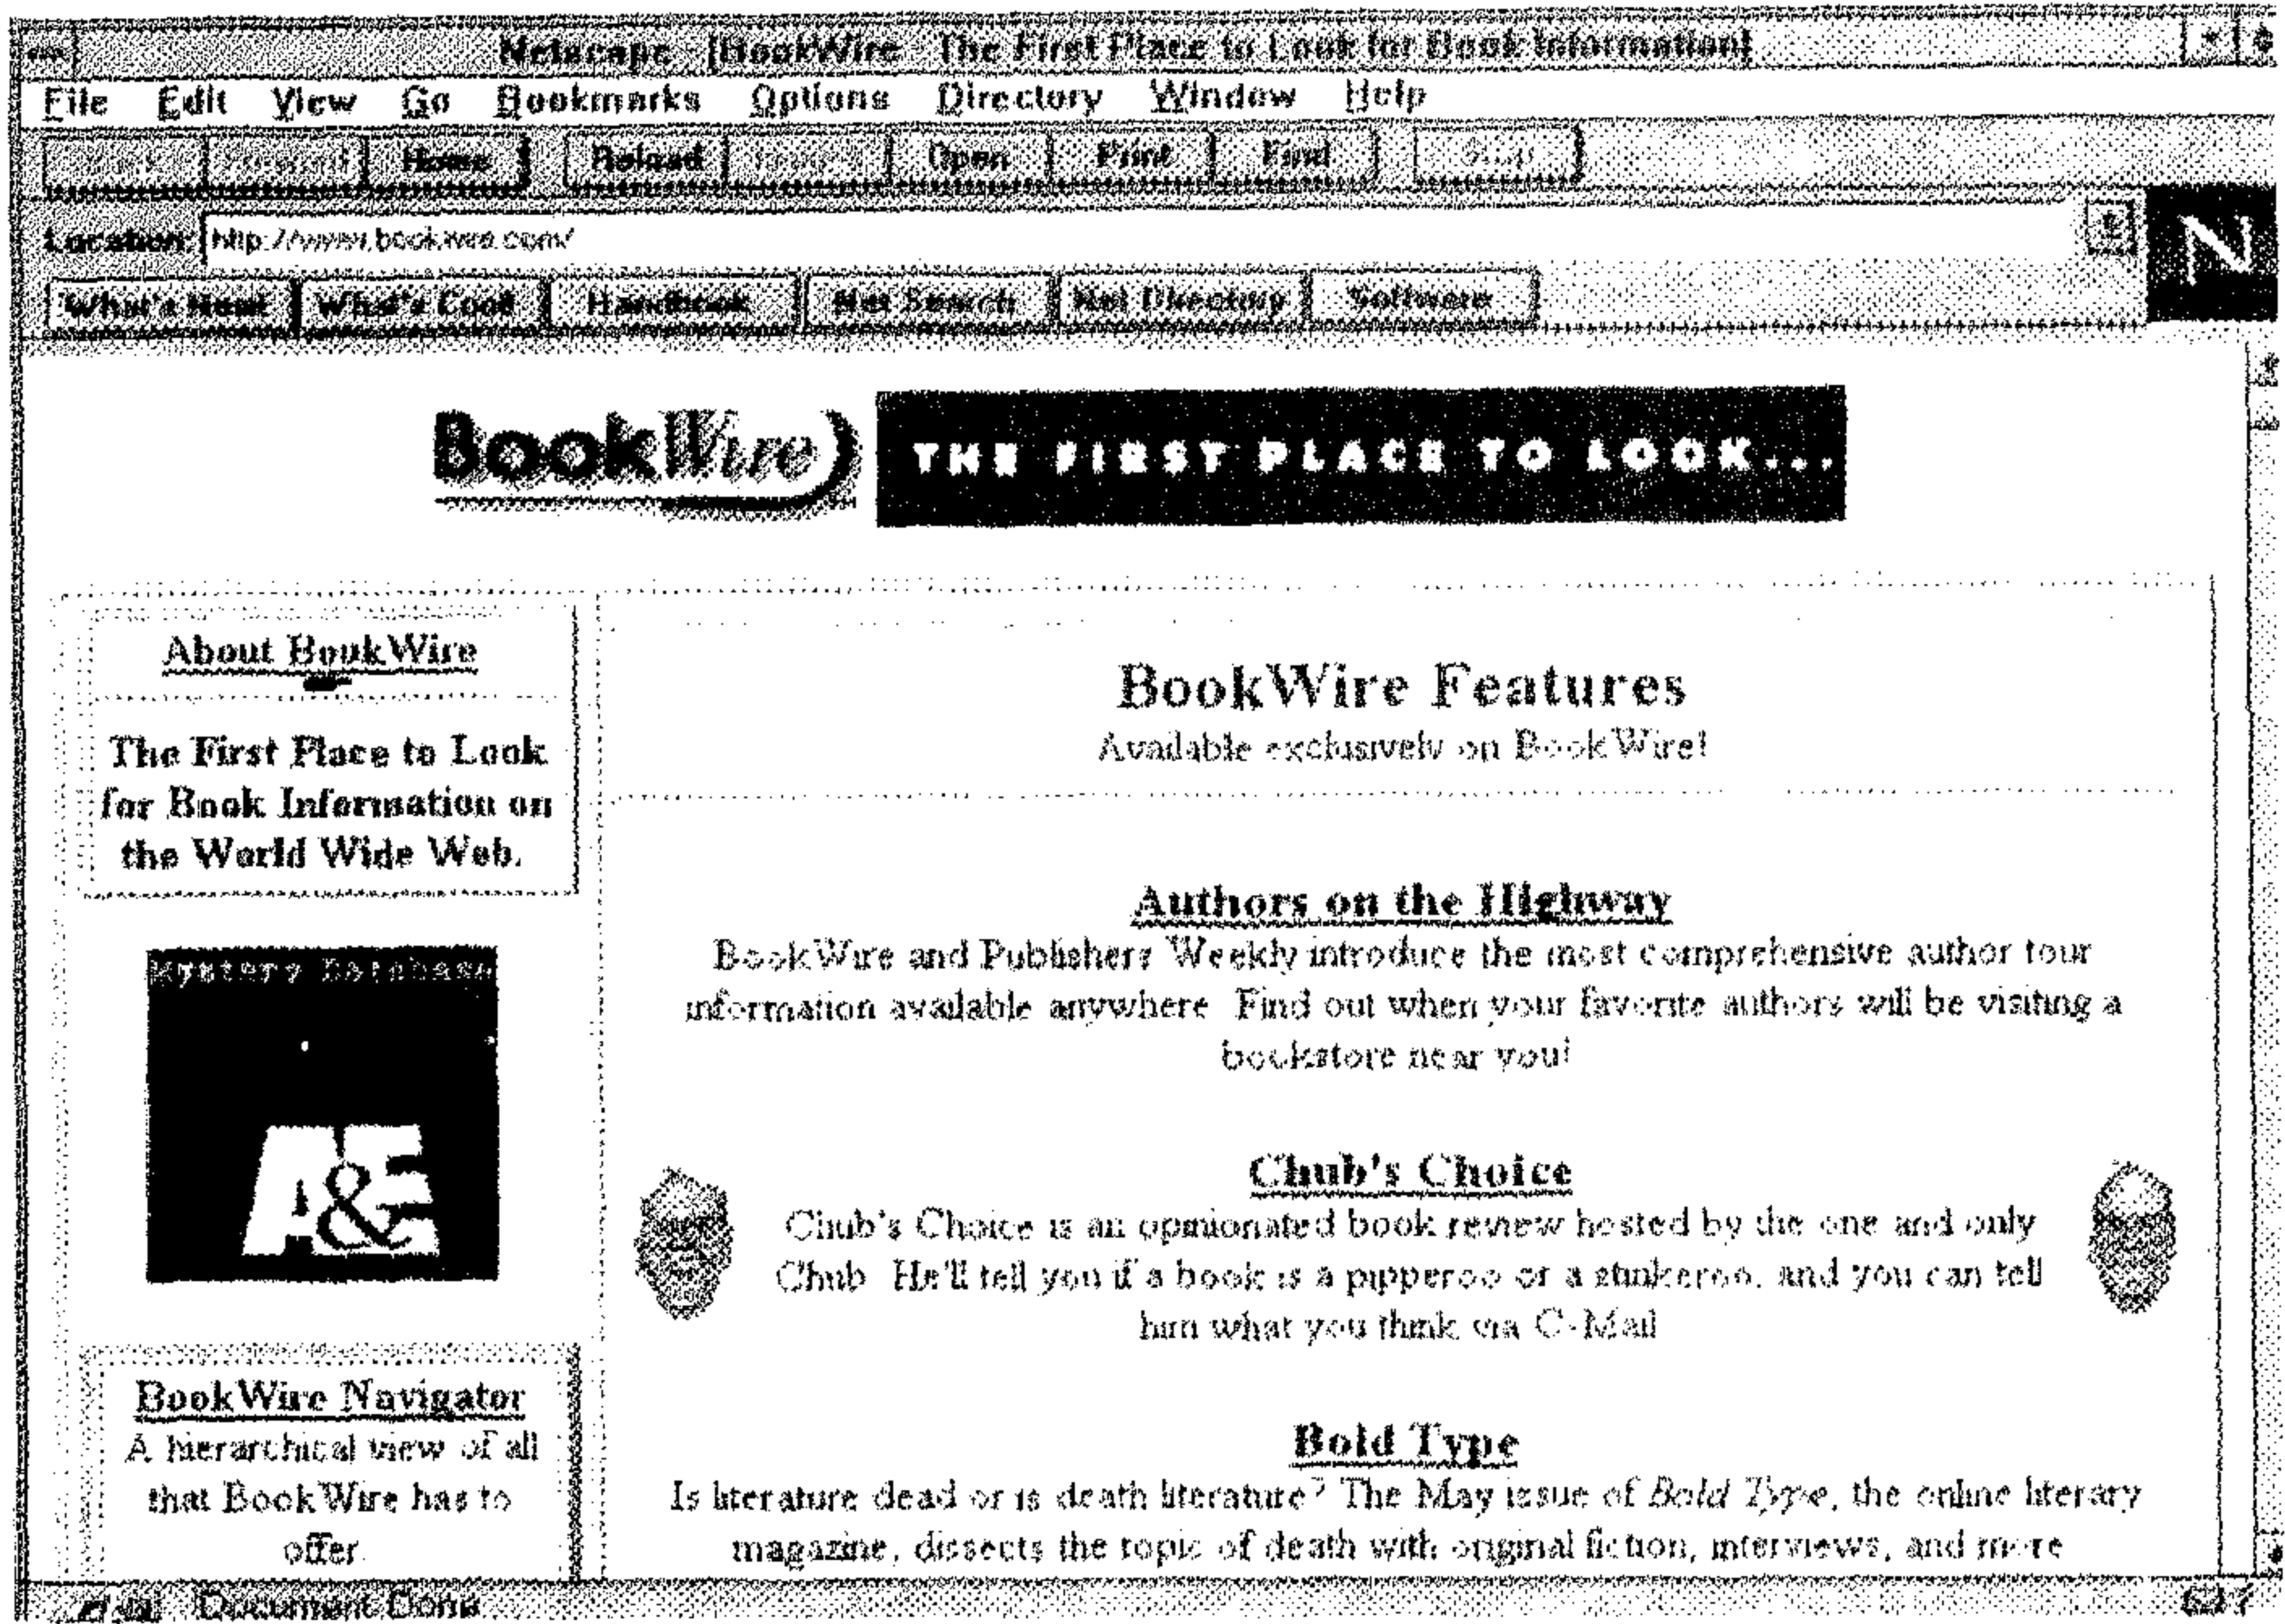 Netscape - [BookWire - The First Place to Look for Book Information]
File Edit View Go Bookmarks Options Directory Window Help
Home Reload Open Print Find
Location: http://www.bookwire.com/
What's New! What's Cool! Handbook Net Search Net Directory Software
N
BookWire THE FIRST PLACE TO LOOK...
About BookWire
The First Place to Look
for Book Information on
the World Wide Web.
Mystery Database
A&E
BookWire Navigator
A hierarchical view of all
that BookWire has to
offer.
BookWire Features
Available exclusively on BookWire!
Authors on the Highway
BookWire and Publishers Weekly introduce the most comprehensive author tour
information available anywhere. Find out when your favorite authors will be visiting a
bookstore near you!
Chub's Choice
Chub's Choice is an opinionated book review hosted by the one and only
Chub. He'll tell you if a book is a pipperoo or a stinkeroo, and you can tell
him what you think via C-Mail
Bold Type
Is literature dead or is death literature? The May issue of Bold Type, the online literary
magazine, dissects the topic of death with original fiction, interviews, and more
Document: Done